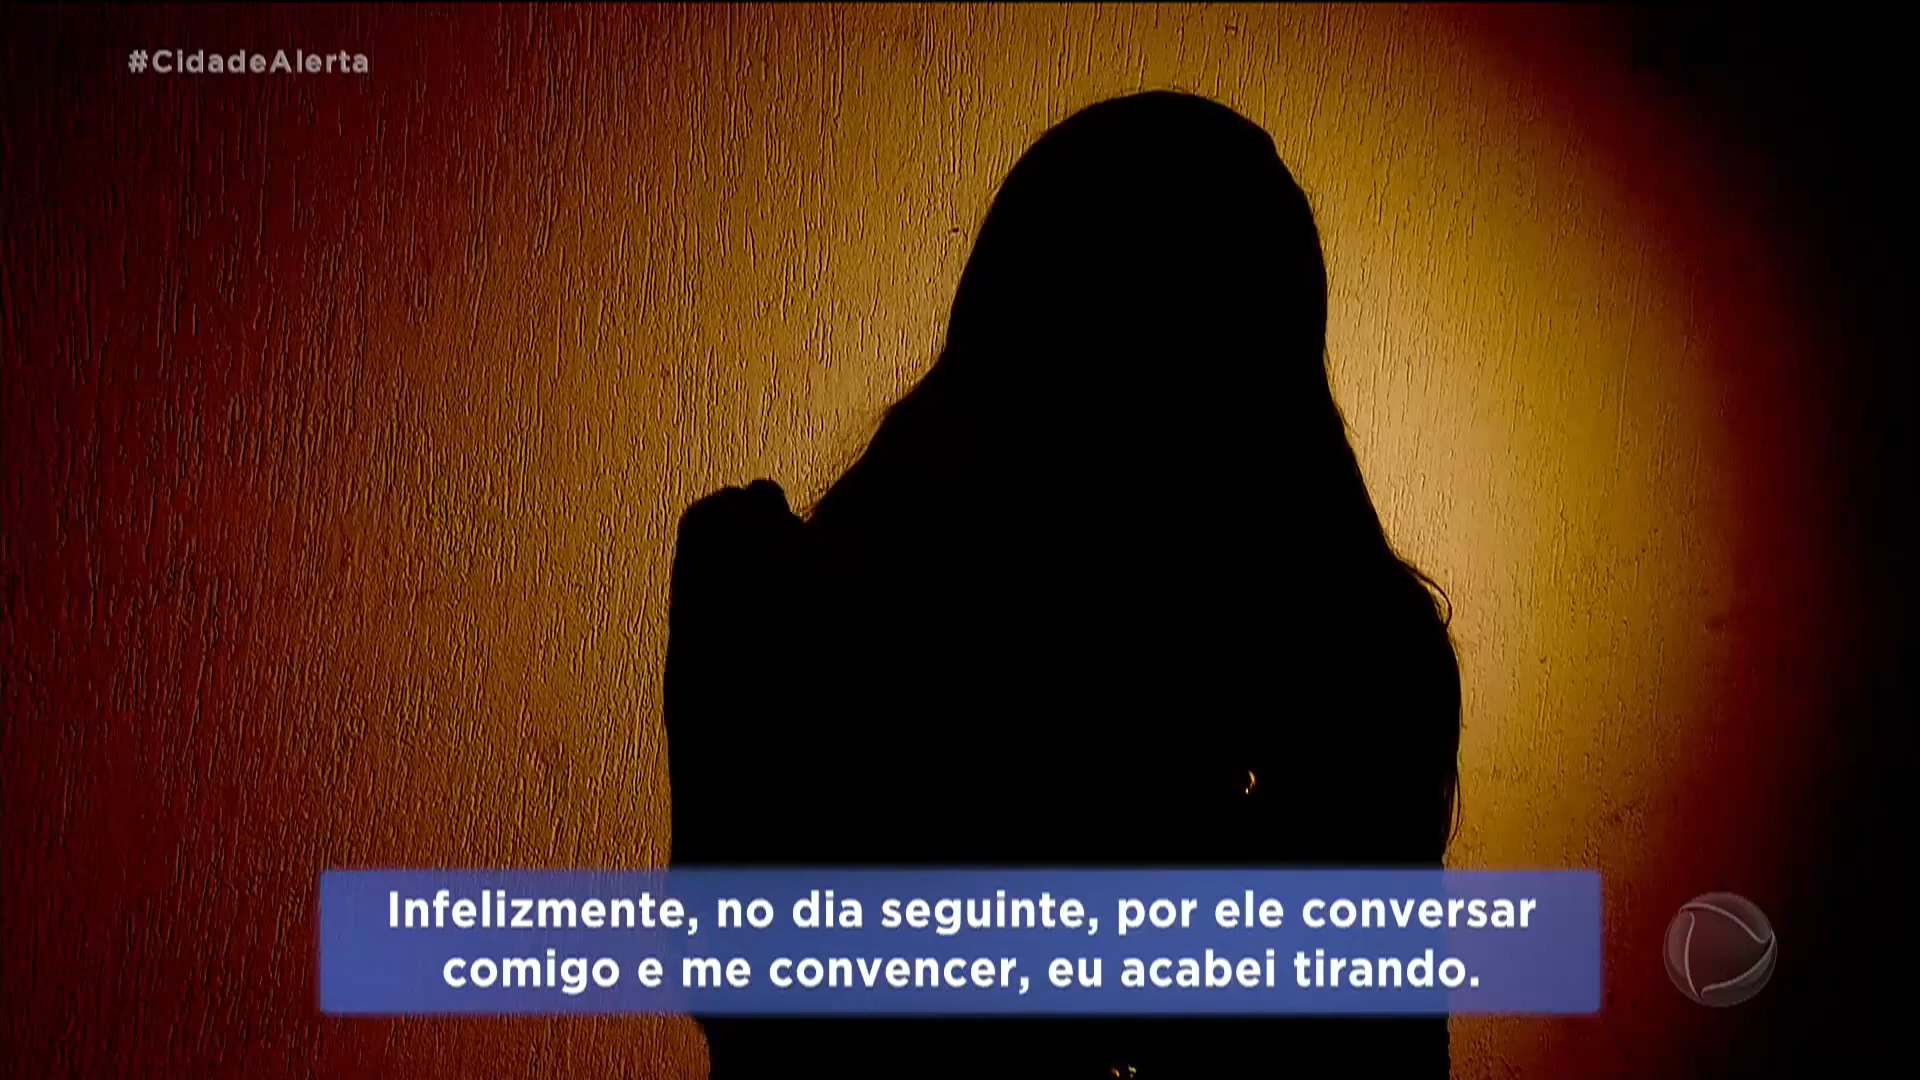 #CidadeAlerta
Infelizmente, no dia seguinte, por ele conversar
comigo e me convencer, eu acabei tirando.